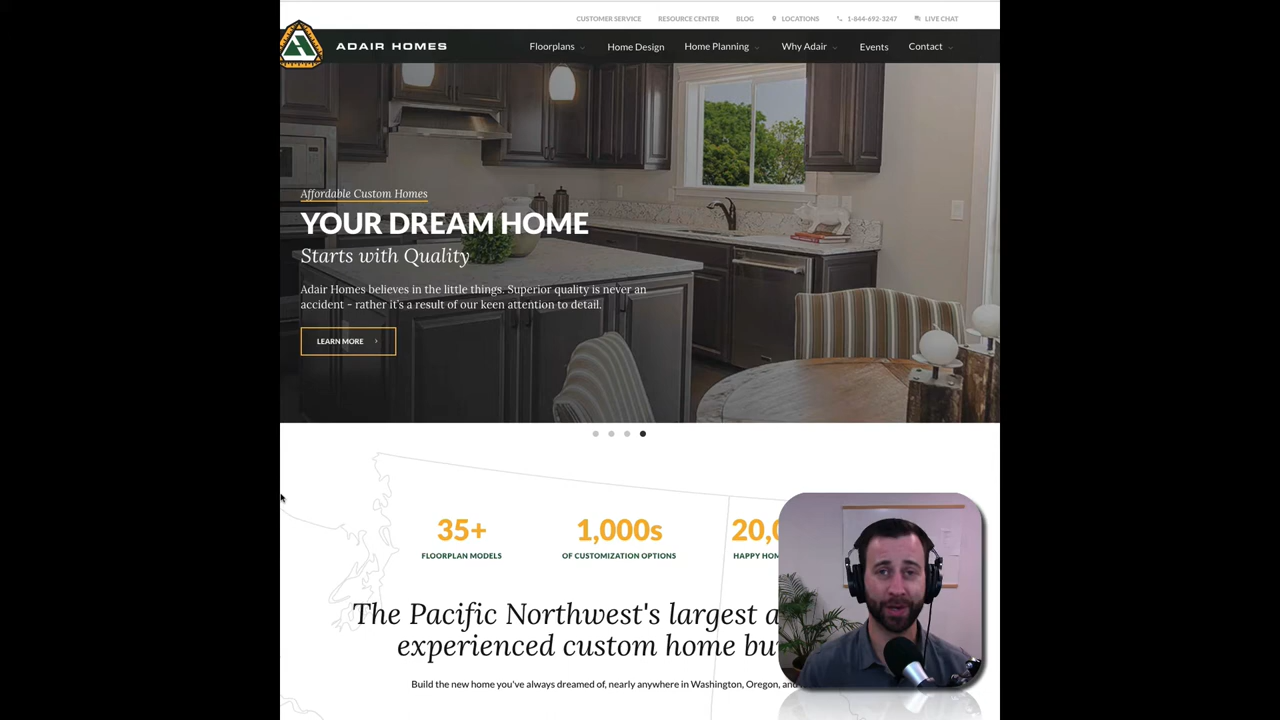 CUSTOMER SERVICE RESOURCE CENTER BLOG LOCATIONS 1-844-692-3247 LIVE CHAT
ADAIR HOMES Floorplans Home Design Home Planning Why Adair Events Contact
Affordable Custom Homes
YOUR DREAM HOME
Starts with Quality
Adair Homes believes in the little things. Superior quality is never an
accident - rather it's a result of our keen attention to detail.
LEARN MORE
35+ 1,000s
FLOORPLAN MODELS OF CUSTOMIZATION OPTIONS HAPPY
The Pacific Northwest's largest
experienced custom home
Build the new home you've always dreamed of, nearly anywhere in Washington, Oregon,